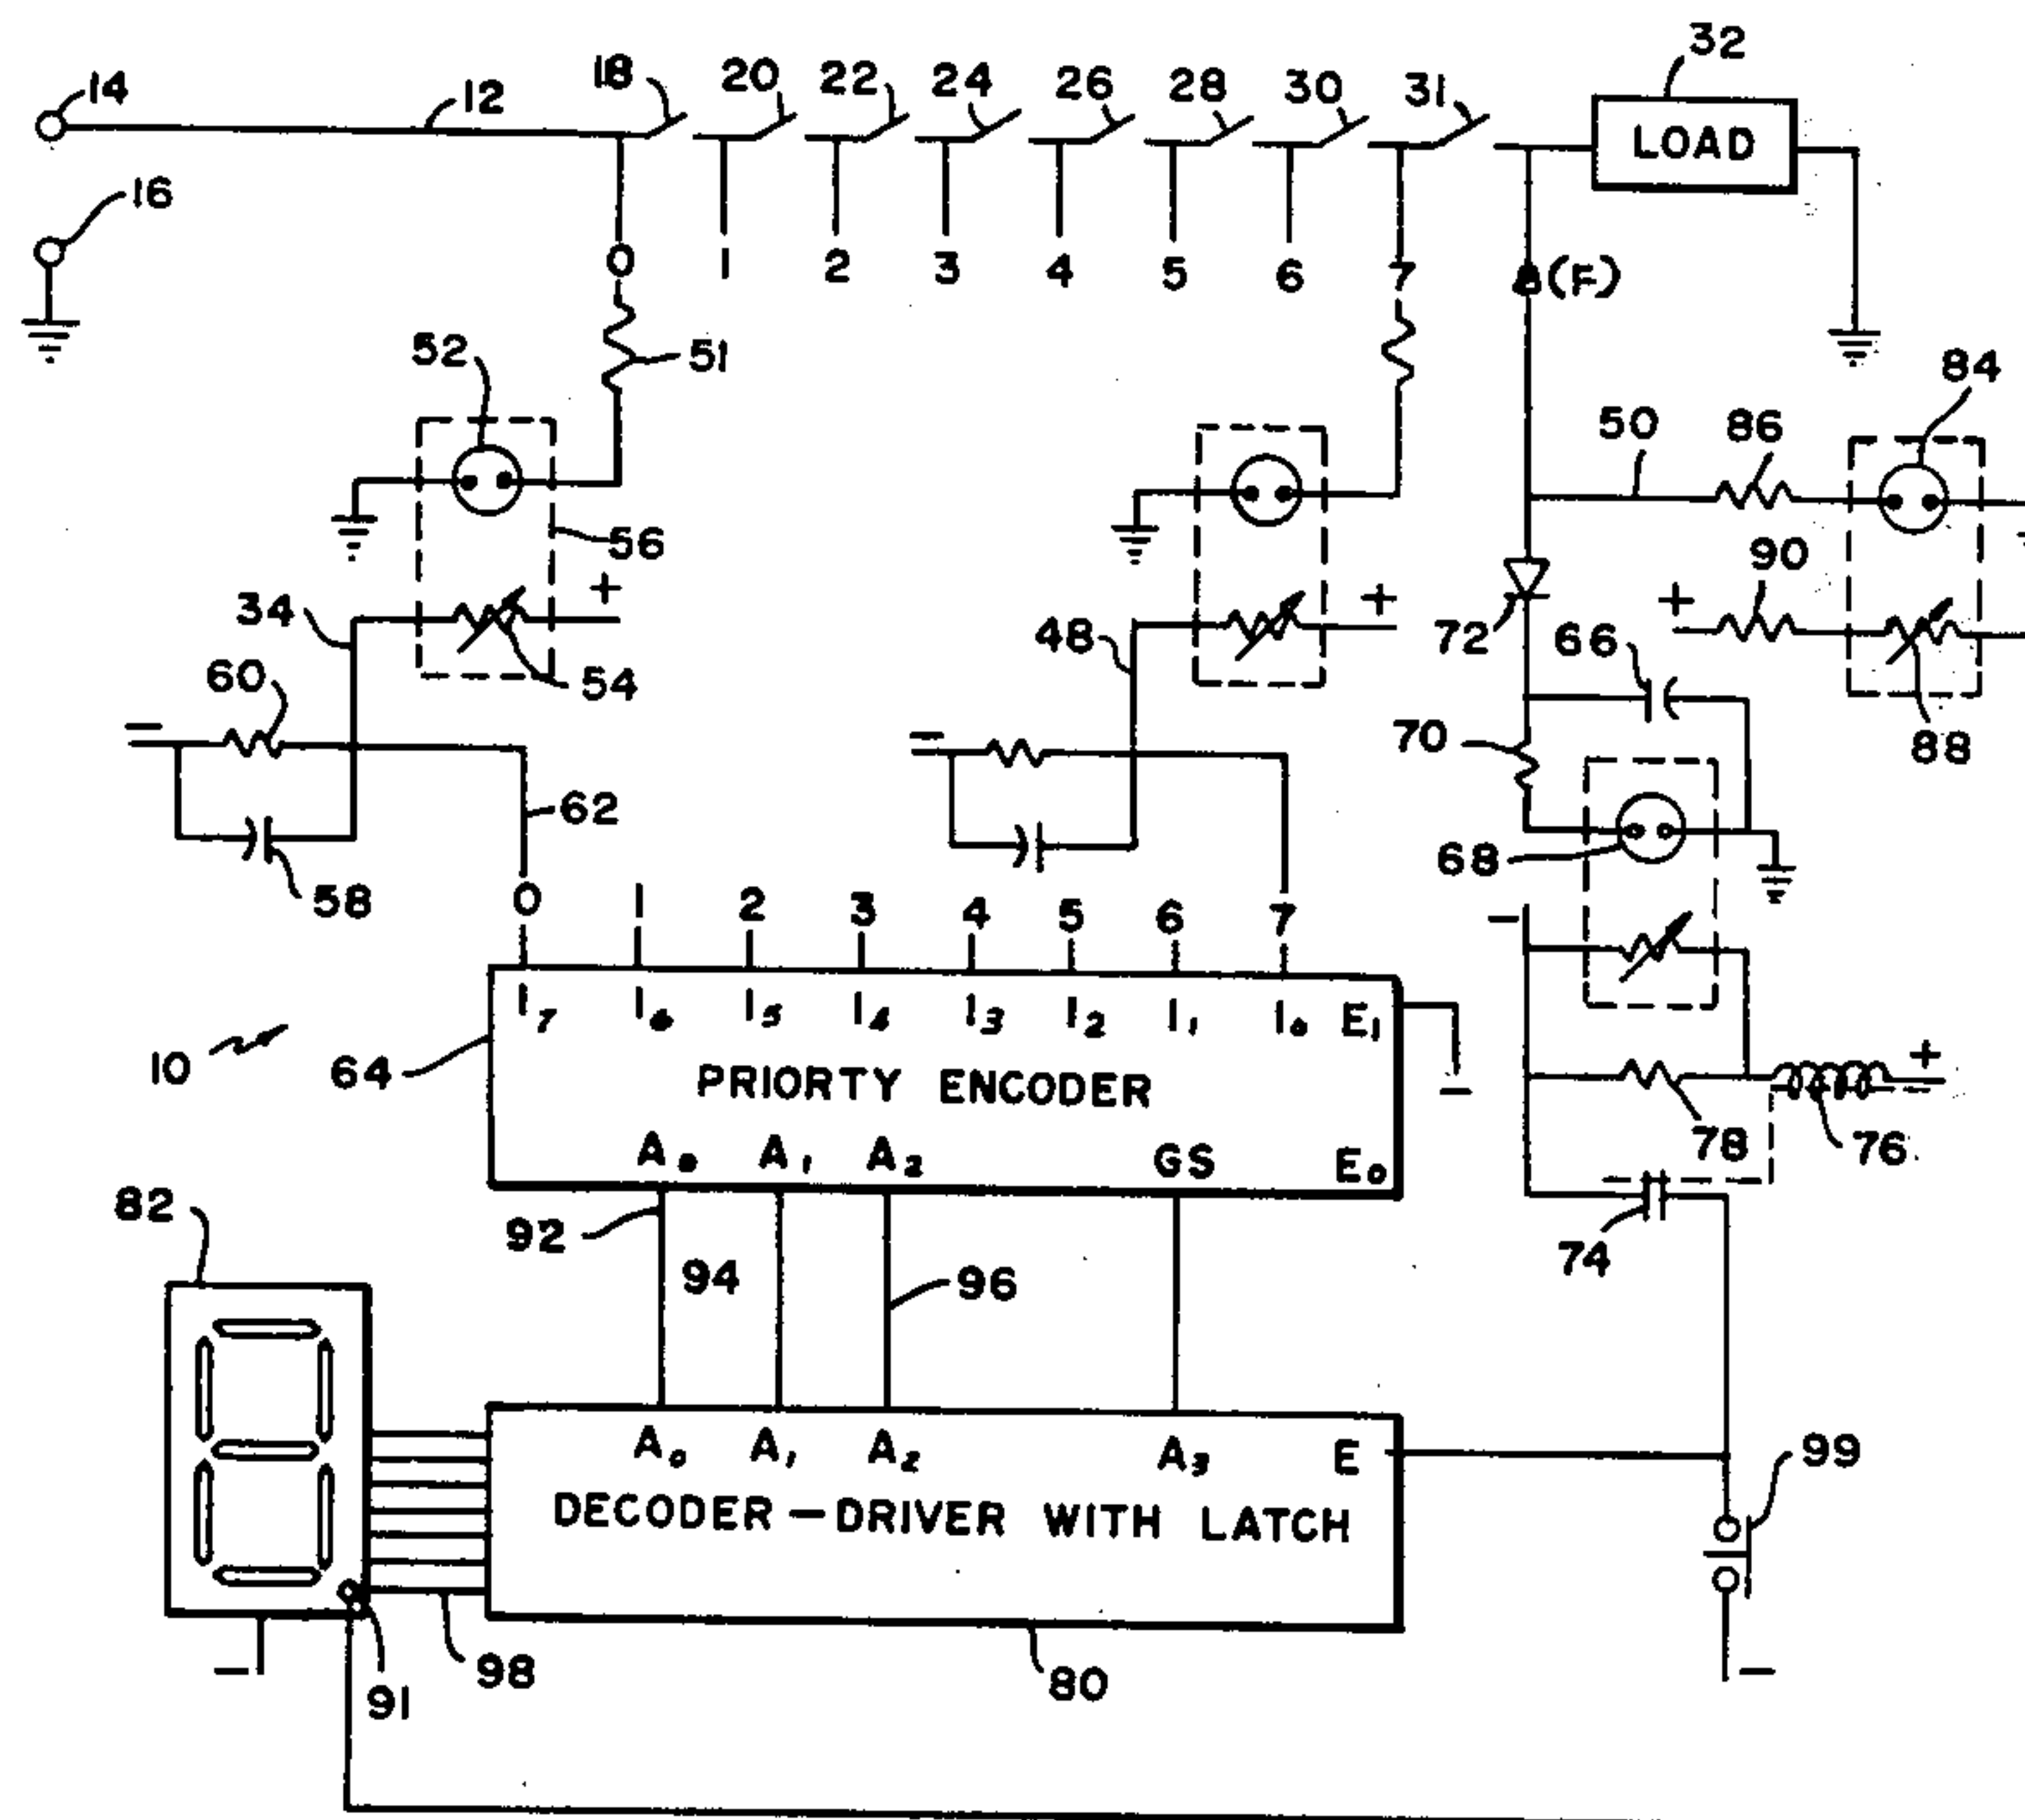 14 12 18 20 22 24 26 28 30 31 32
LOAD
16
0 1 2 3 4 5 6 7 (F)
52 51 84
50 86
56 90
34 + + + 72 66
60 54 48
70 88
− −
62
58 68
0 1 2 3 4 5 6 7 −
I7 I6 I5 I4 I3 I2 I1 I0 E1
10 64 PRIORTY ENCODER − +
78 76
A0 A1 A2 GS E0
82 92 74
94 96
A0 A1 A2 A3 E 99
DECODER-DRIVER WITH LATCH
− 98 80 −
91